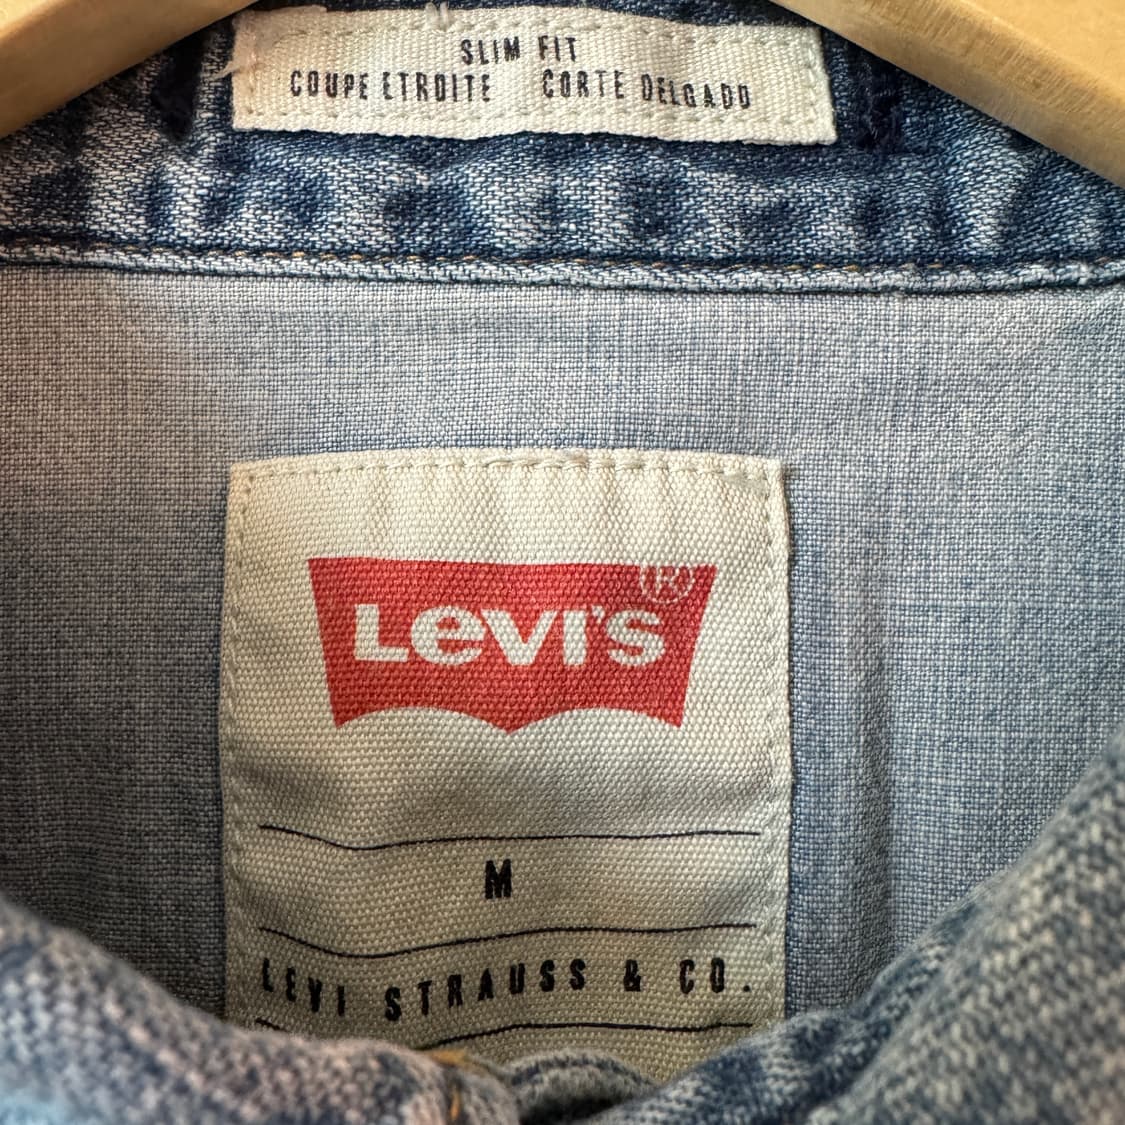 SLIM FIT
COUPE ETROITE CORTE DELGADO
LEVI'S®
M
LEVI STRAUSS & CO.